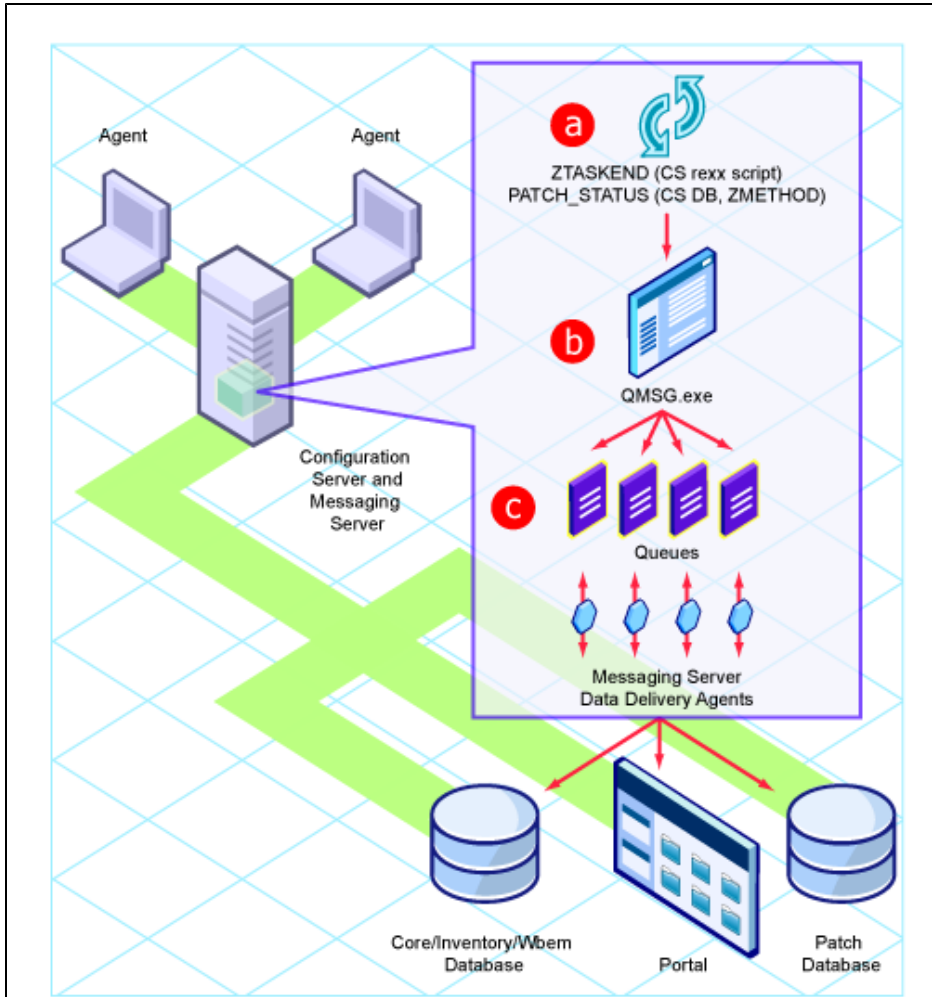 Agent
Agent
a
ZTASKEND (CS rexx script)
PATCH_STATUS (CS DB, ZMETHOD)
b
QMSG.exe
Configuration
Server and
Messaging
Server
c
Queues
Messaging Server
Data Delivery Agents
Core/Inventory/Wbem
Database
Portal
Patch
Database